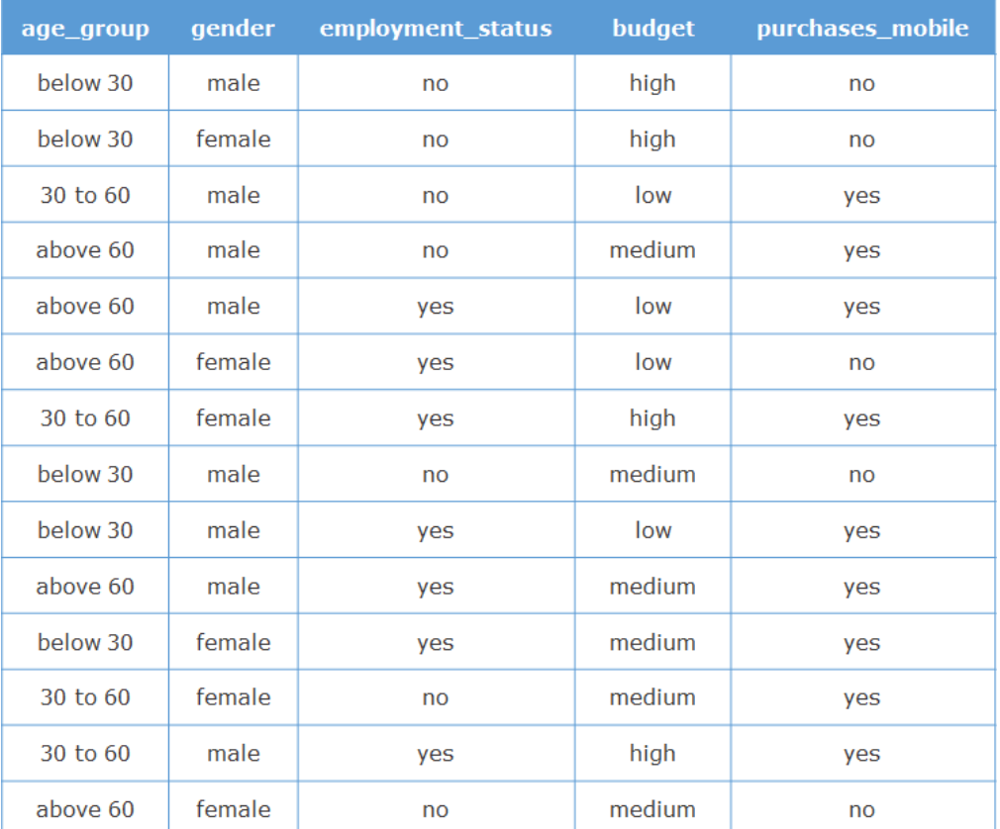 age_group gender employment_status budget purchases_mobile
below 30 male no high no
below 30 female no high no
30 to 60 male no low yes
above 60 male no medium yes
above 60 male yes low yes
above 60 female yes low no
30 to 60 female yes high yes
below 30 male no medium no
below 30 male yes low yes
above 60 male yes medium yes
below 30 female yes medium yes
30 to 60 female no medium yes
30 to 60 male yes high yes
above 60 female no medium no